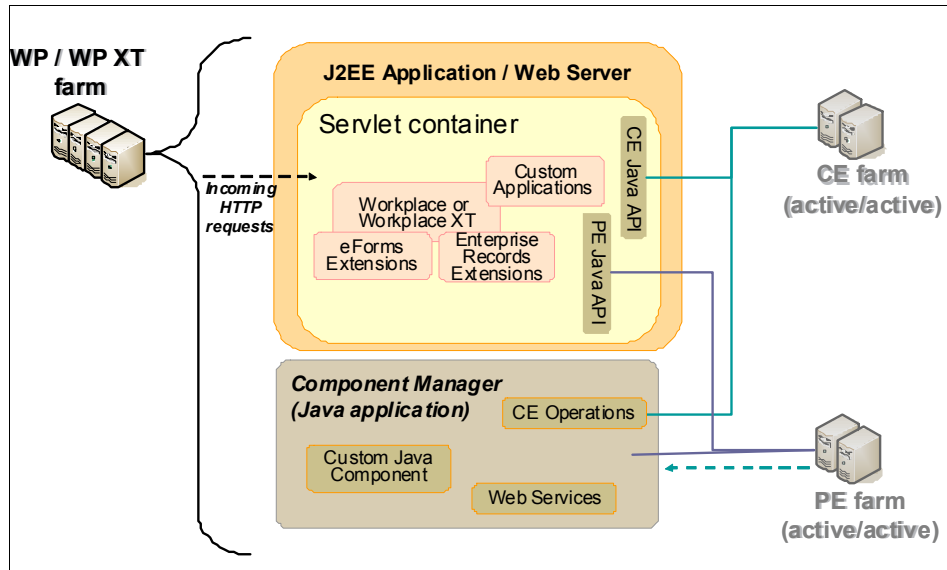 WP / WP XT
farm
J2EE Application / Web Server
Servlet container
CE Java API
Custom
Applications
Incoming
HTTP
requests
Workplace or
Workplace XT
eForms
Extensions
Enterprise
Records
Extensions
PE Java API
CE farm
(active/active)
Component Manager
(Java application)
CE Operations
Custom Java
Component
Web Services
PE farm
(active/active)